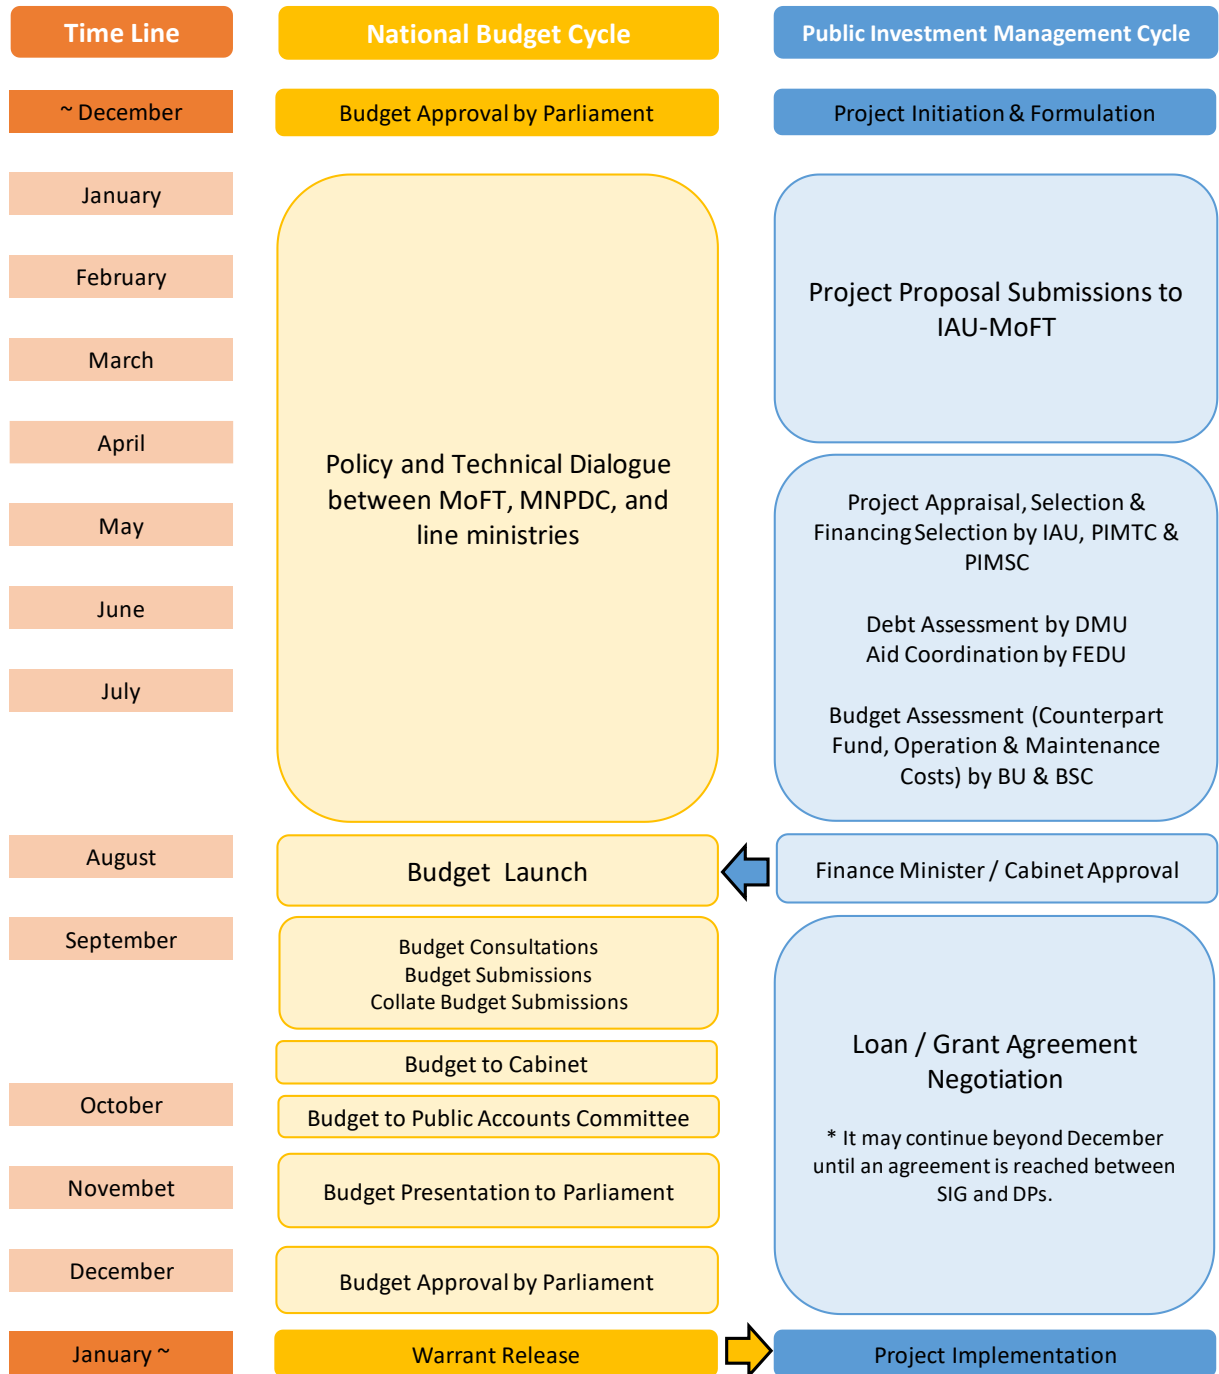 Time Line
National Budget Cycle
Public Investment Management Cycle
~ December
Budget Approval by Parliament
Project Initiation & Formulation
January
February
March
April
May
June
July
Policy and Technical Dialogue
between MoFT, MNPDC, and
line ministries
Project Proposal Submissions to
IAU-MoFT
Project Appraisal, Selection &
Financing Selection by IAU, PIMTC &
PIMSC
Debt Assessment by DMU
Aid Coordination by FEDU
Budget Assessment (Counterpart
Fund, Operation & Maintenance
Costs) by BU & BSC
August
Budget Launch
Finance Minister / Cabinet Approval
September
Budget Consultations
Budget Submissions
Collate Budget Submissions
Budget to Cabinet
October
Budget to Public Accounts Committee
Novembet
Budget Presentation to Parliament
December
Budget Approval by Parliament
Loan / Grant Agreement
Negotiation
* It may continue beyond December
until an agreement is reached between
SIG and DPs.
January ~
Warrant Release
Project Implementation